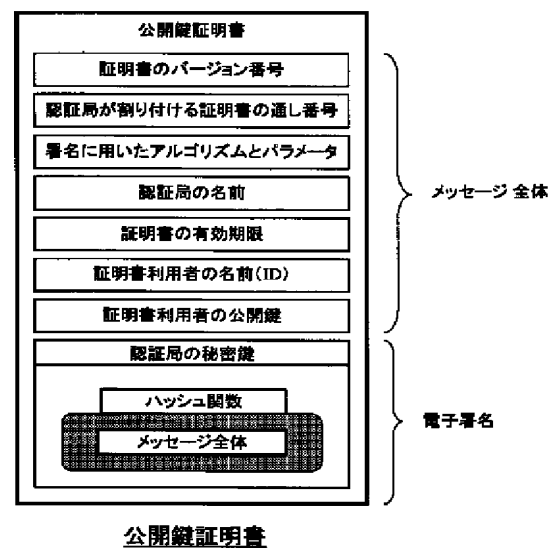 公開鍵証明書
証明書のバージョン番号
認証局が割り付ける証明書の通し番号
署名に用いたアルゴリズムとパラメータ
認証局の名前
証明書の有効期限
証明書利用者の名前(ID)
証明書利用者の公開鍵
メッセージ全体
認証局の秘密鍵
ハッシュ関数
メッセージ全体
電子署名
公開鍵証明書